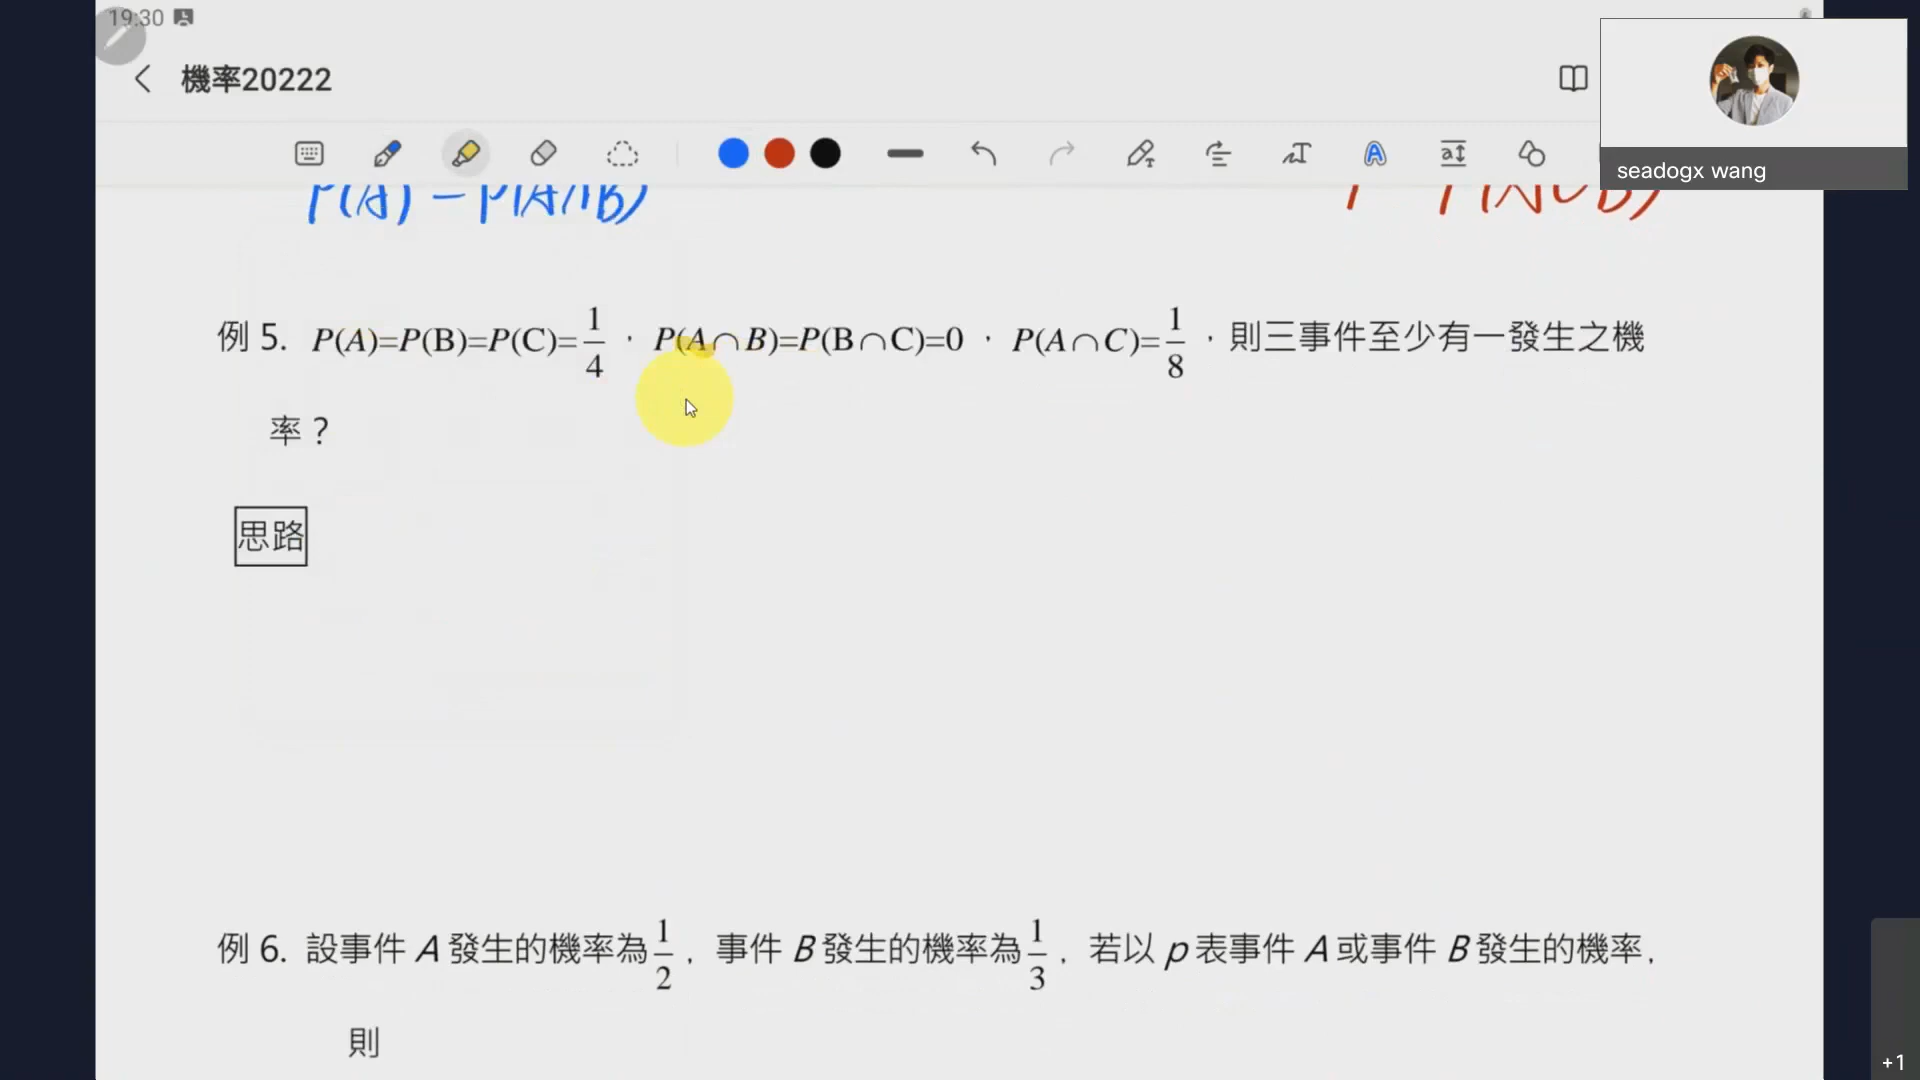 19:30
機率20222
seadogx wang
P(A) - P(A∩B)
1 - P(A∪B)
例 5. P(A)=P(B)=P(C)=1/4，P(A∩B)=P(B∩C)=0，P(A∩C)=1/8，則三事件至少有一發生之機
率？
思路
例 6. 設事件 A 發生的機率為1/2，事件 B 發生的機率為1/3，若以 p 表事件 A 或事件 B 發生的機率，
則
+1